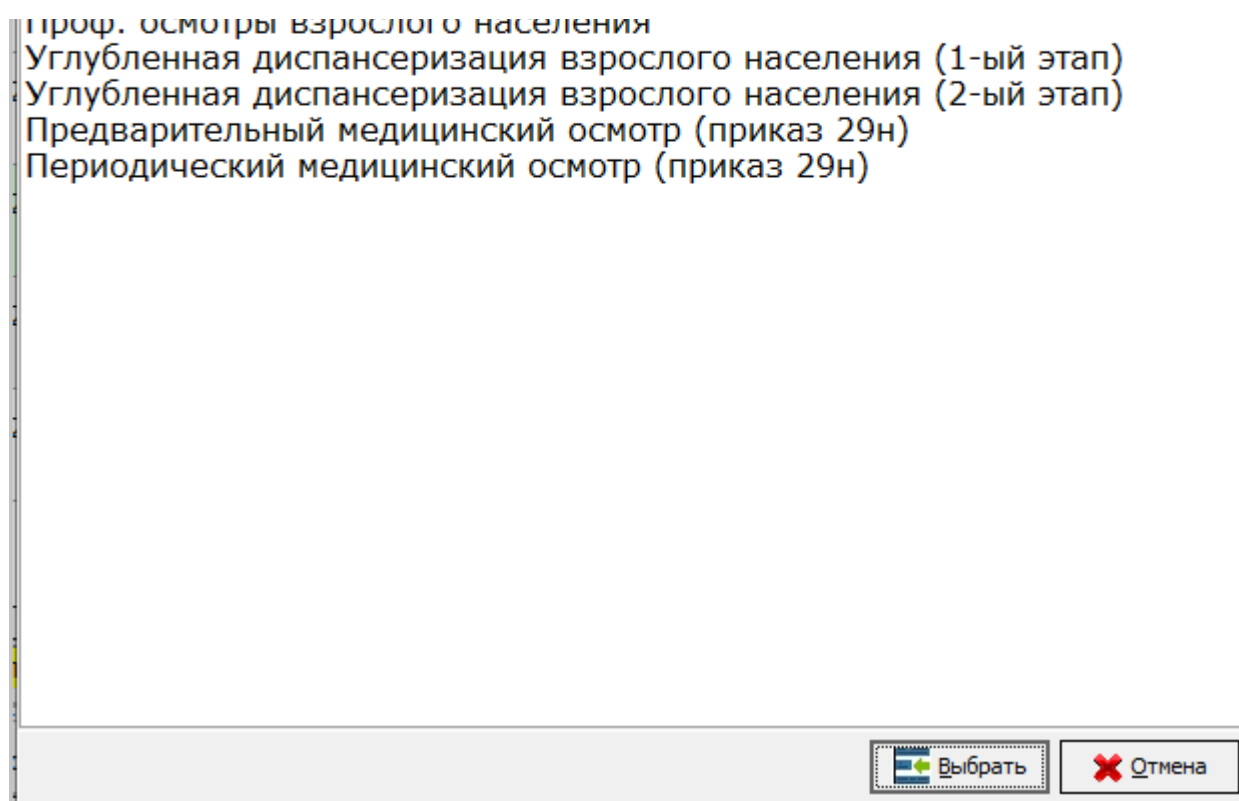 Проф. осмотры взрослого населения
Углубленная диспансеризация взрослого населения (1-ый этап)
Углубленная диспансеризация взрослого населения (2-ый этап)
Предварительный медицинский осмотр (приказ 29н)
Периодический медицинский осмотр (приказ 29н)
Выбрать
Отмена